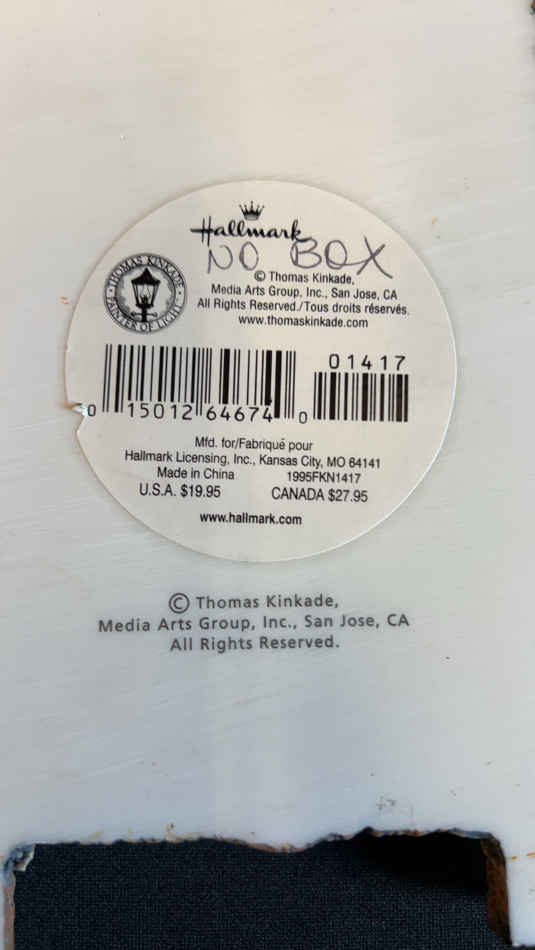 Hallmark
NO BOX
THOMAS KINKADE
PAINTER OF LIGHT
© Thomas Kinkade,
Media Arts Group, Inc., San Jose, CA
All Rights Reserved./Tous droits réservés.
www.thomaskinkade.com
01417
0 15012 64674 0
Mfd. for/Fabriqué pour
Hallmark Licensing, Inc., Kansas City, MO 64141
Made in China 1995FKN1417
U.S.A. $19.95 CANADA $27.95
www.hallmark.com
© Thomas Kinkade,
Media Arts Group, Inc., San Jose, CA
All Rights Reserved.